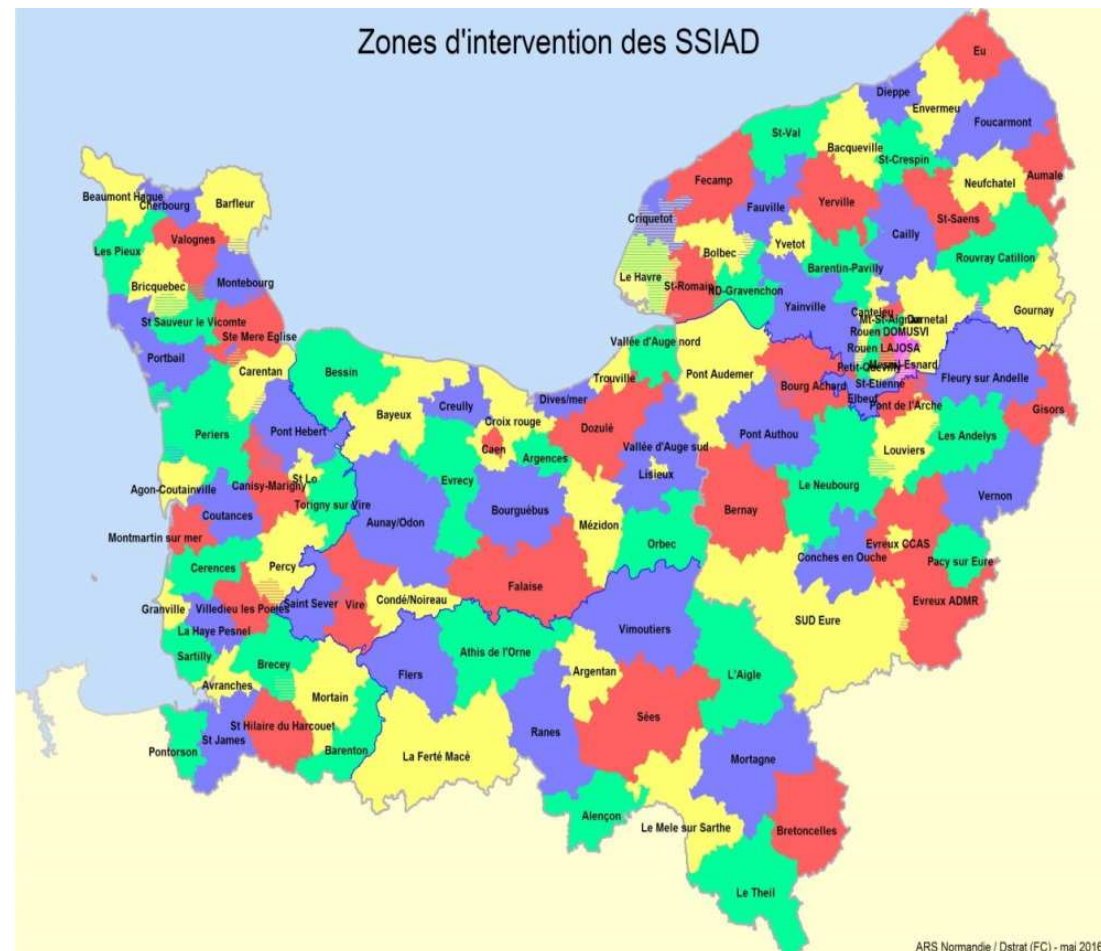 Zones d'intervention des SSIAD
Eu
Dieppe
Envermeu
Foucarmont
St-Val
Bacqueville
St-Crespin
Aumale
Neufchatel
Fecamp
Beaumont Hague
Cherbourg
Barfleur
Fauville
Yerville
St-Saens
Criquetot
Cailly
Valognes
Les Pieux
Yvetot
Bolbec
Rouvray Catillon
Barentin-Pavilly
Le Havre
Bricquebec
Montebourg
St-Romain
ND-Gravenchon
Yainville
Gournay
Canteleu
Mt-St-Aignan
Darnetal
St Sauveur le Vicomte
Ste Mere Eglise
Rouen DOMUSVI
Vallée d'Auge nord
Rouen LAJOSA
Portbail
Mesnil-Esnard
Petit-Quevilly
Carentan
Bessin
Trouville
Pont Audemer
Fleury sur Andelle
St-Etienne
Bourg Achard
Elbeuf
Dives/mer
Pont de l'Arche
Gisors
Creully
Bayeux
Croix rouge
Dozulé
Periers
Pont Hebert
Pont Authou
Les Andelys
Caen
Vallée d'Auge sud
Louviers
Argences
Lisieux
St Lo
Evrecy
Canisy-Marigny
Le Neubourg
Agon-Coutainville
Vernon
Torigny sur Vire
Coutances
Bourguébus
Bernay
Aunay/Odon
Mézidon
Montmartin sur mer
Orbec
Evreux CCAS
Conches en Ouche
Pacy sur Eure
Percy
Cerences
Falaise
Condé/Noireau
Evreux ADMR
Saint Sever
Vire
Granville
Villedieu les Poeles
SUD Eure
La Haye Pesnel
Vimoutiers
Athis de l'Orne
Sartilly
Brecey
Argentan
Flers
L'Aigle
Avranches
Mortain
Sées
St Hilaire du Harcouet
Ranes
St James
Pontorson
Barenton
La Ferté Macé
Mortagne
Alençon
Le Mele sur Sarthe
Bretoncelles
Le Theil
ARS Normandie / Dstrat (FC) - mai 2016